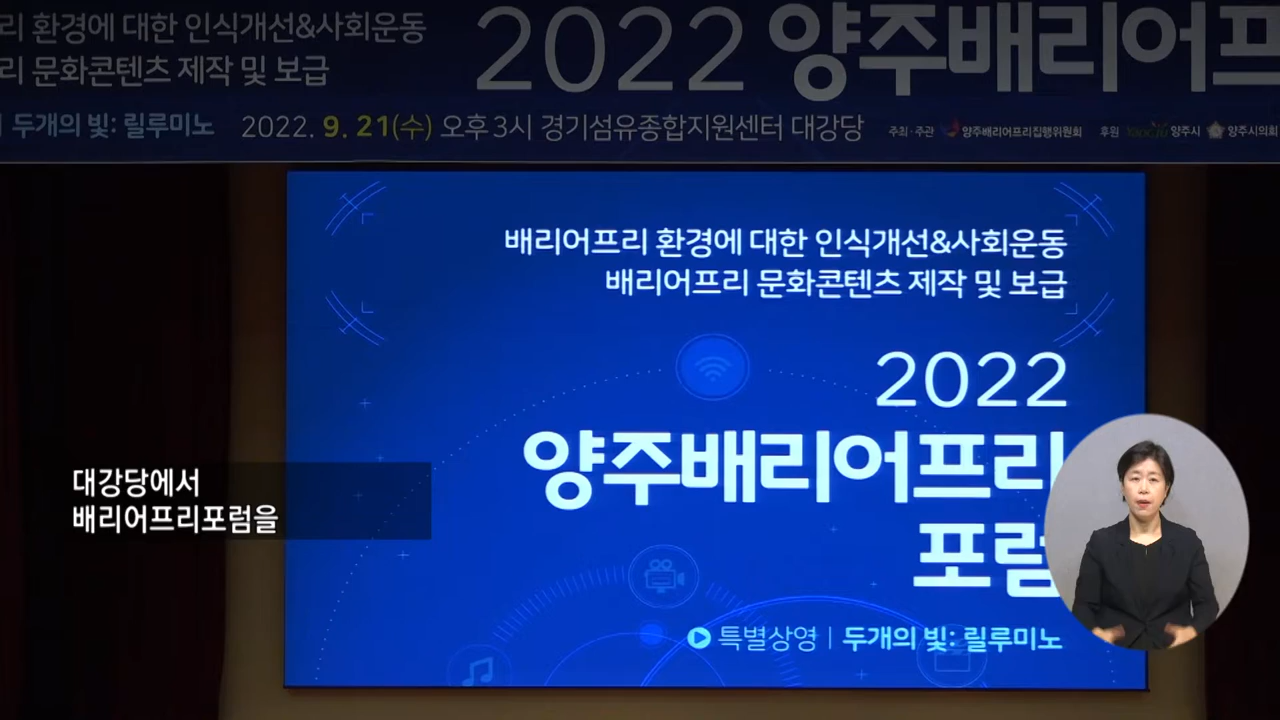 리 환경에 대한 인식개선&사회운동
리 문화콘텐츠 제작 및 보급
2022 양주배리어프
두개의 빛: 릴루미노 2022. 9. 21(수) 오후 3시 경기섬유종합지원센터 대강당 주최·주관 양주배리어프리집행위원회 후원 양주시 양주시의회
배리어프리 환경에 대한 인식개선&사회운동
배리어프리 문화콘텐츠 제작 및 보급
2022
양주배리어프리
포럼
특별상영 | 두개의 빛: 릴루미노
대강당에서
배리어프리포럼을